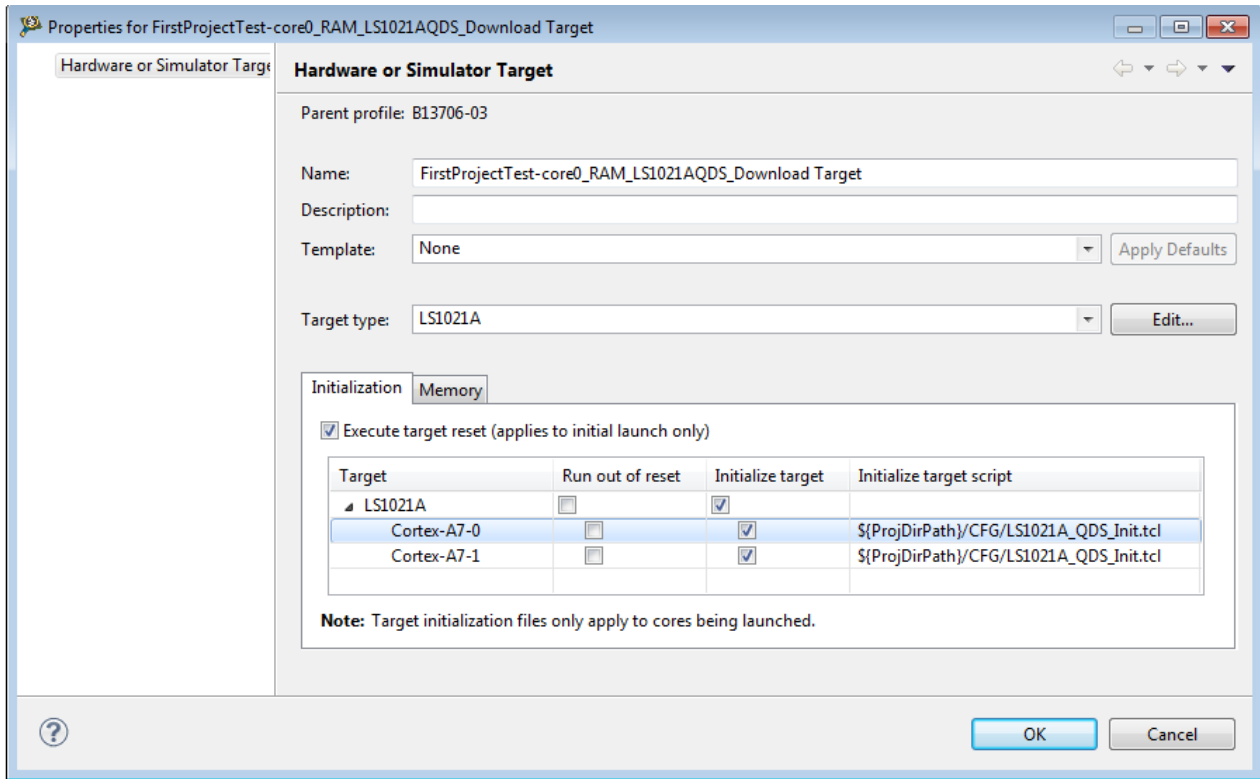 Properties for FirstProjectTest-core0_RAM_LS1021AQDS_Download Target
Hardware or Simulator Targe
Hardware or Simulator Target
Parent profile: B13706-03
Name: FirstProjectTest-core0_RAM_LS1021AQDS_Download Target
Description:
Template: None Apply Defaults
Target type: LS1021A Edit...
Initialization Memory
Execute target reset (applies to initial launch only)
Target Run out of reset Initialize target Initialize target script
LS1021A
Cortex-A7-0 ${ProjDirPath}/CFG/LS1021A_QDS_Init.tcl
Cortex-A7-1 ${ProjDirPath}/CFG/LS1021A_QDS_Init.tcl
Note: Target initialization files only apply to cores being launched.
? OK Cancel